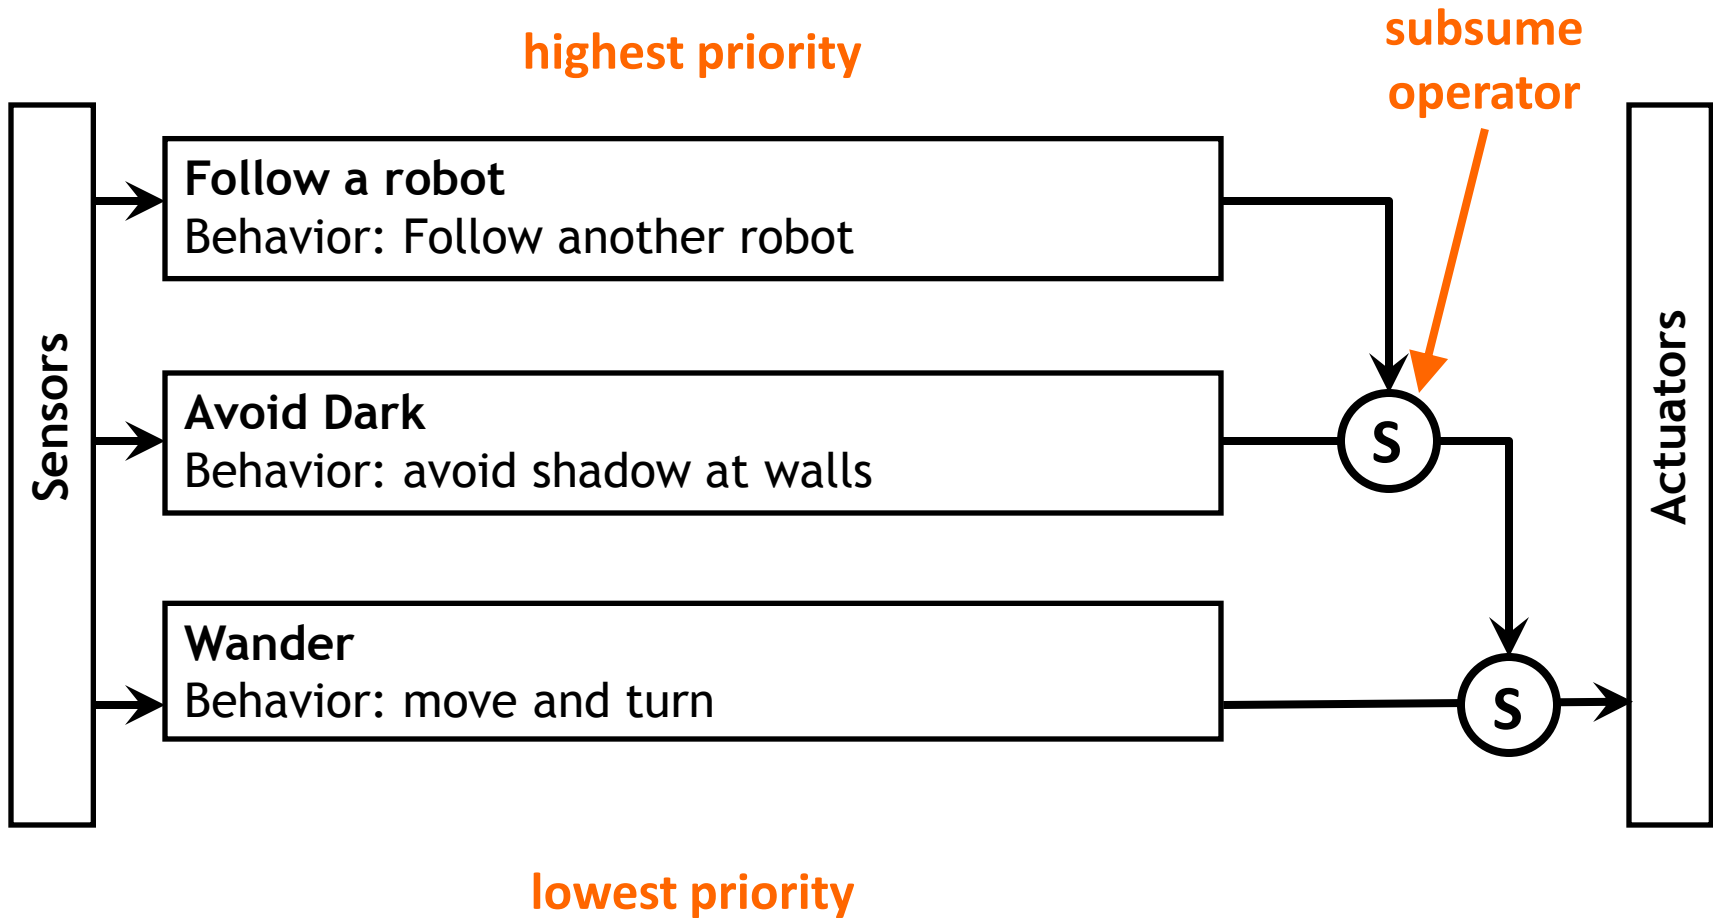 highest priority
subsume
operator
Sensors
Follow a robot
Behavior: Follow another robot
Avoid Dark
Behavior: avoid shadow at walls
S
Wander
Behavior: move and turn
S
Actuators
lowest priority